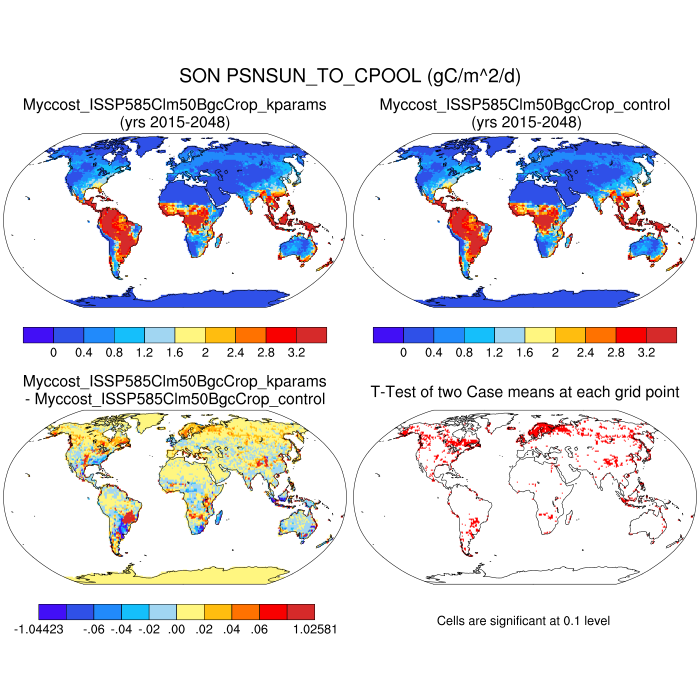 SON PSNSUN_TO_CPOOL (gC/m^2/d)
Myccost_ISSP585Clm50BgcCrop_kparams
(yrs 2015-2048)
Myccost_ISSP585Clm50BgcCrop_control
(yrs 2015-2048)
0 0.4 0.8 1.2 1.6 2 2.4 2.8 3.2
0 0.4 0.8 1.2 1.6 2 2.4 2.8 3.2
Myccost_ISSP585Clm50BgcCrop_kparams
- Myccost_ISSP585Clm50BgcCrop_control
T-Test of two Case means at each grid point
-1.04423 -.06 -.04 -.02 .00 .02 .04 .06 1.02581
Cells are significant at 0.1 level